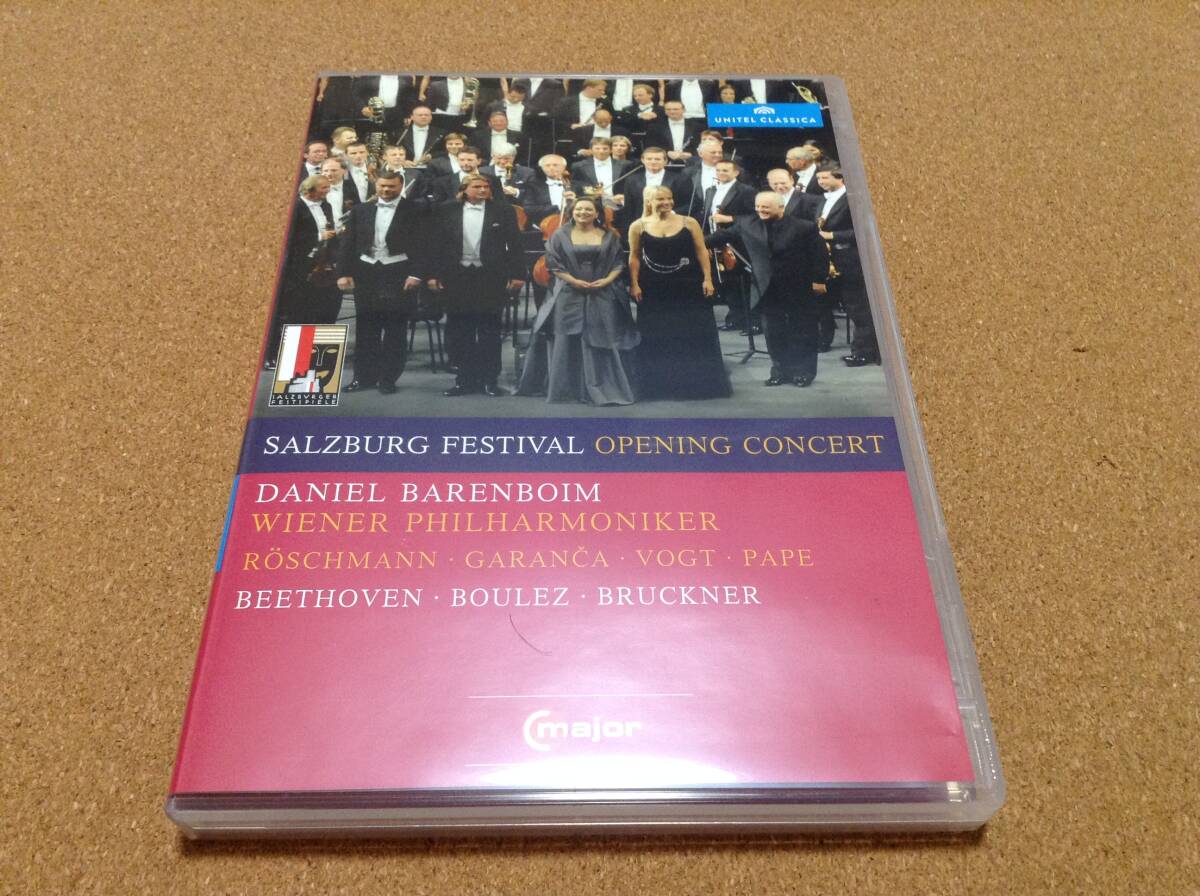 UNITEL CLASSICA
SALZBURGER
FESTSPIELE
SALZBURG FESTIVAL OPENING CONCERT
DANIEL BARENBOIM
WIENER PHILHARMONIKER
RÖSCHMANN · GARANČA · VOGT · PAPE
BEETHOVEN · BOULEZ · BRUCKNER
Cmajor